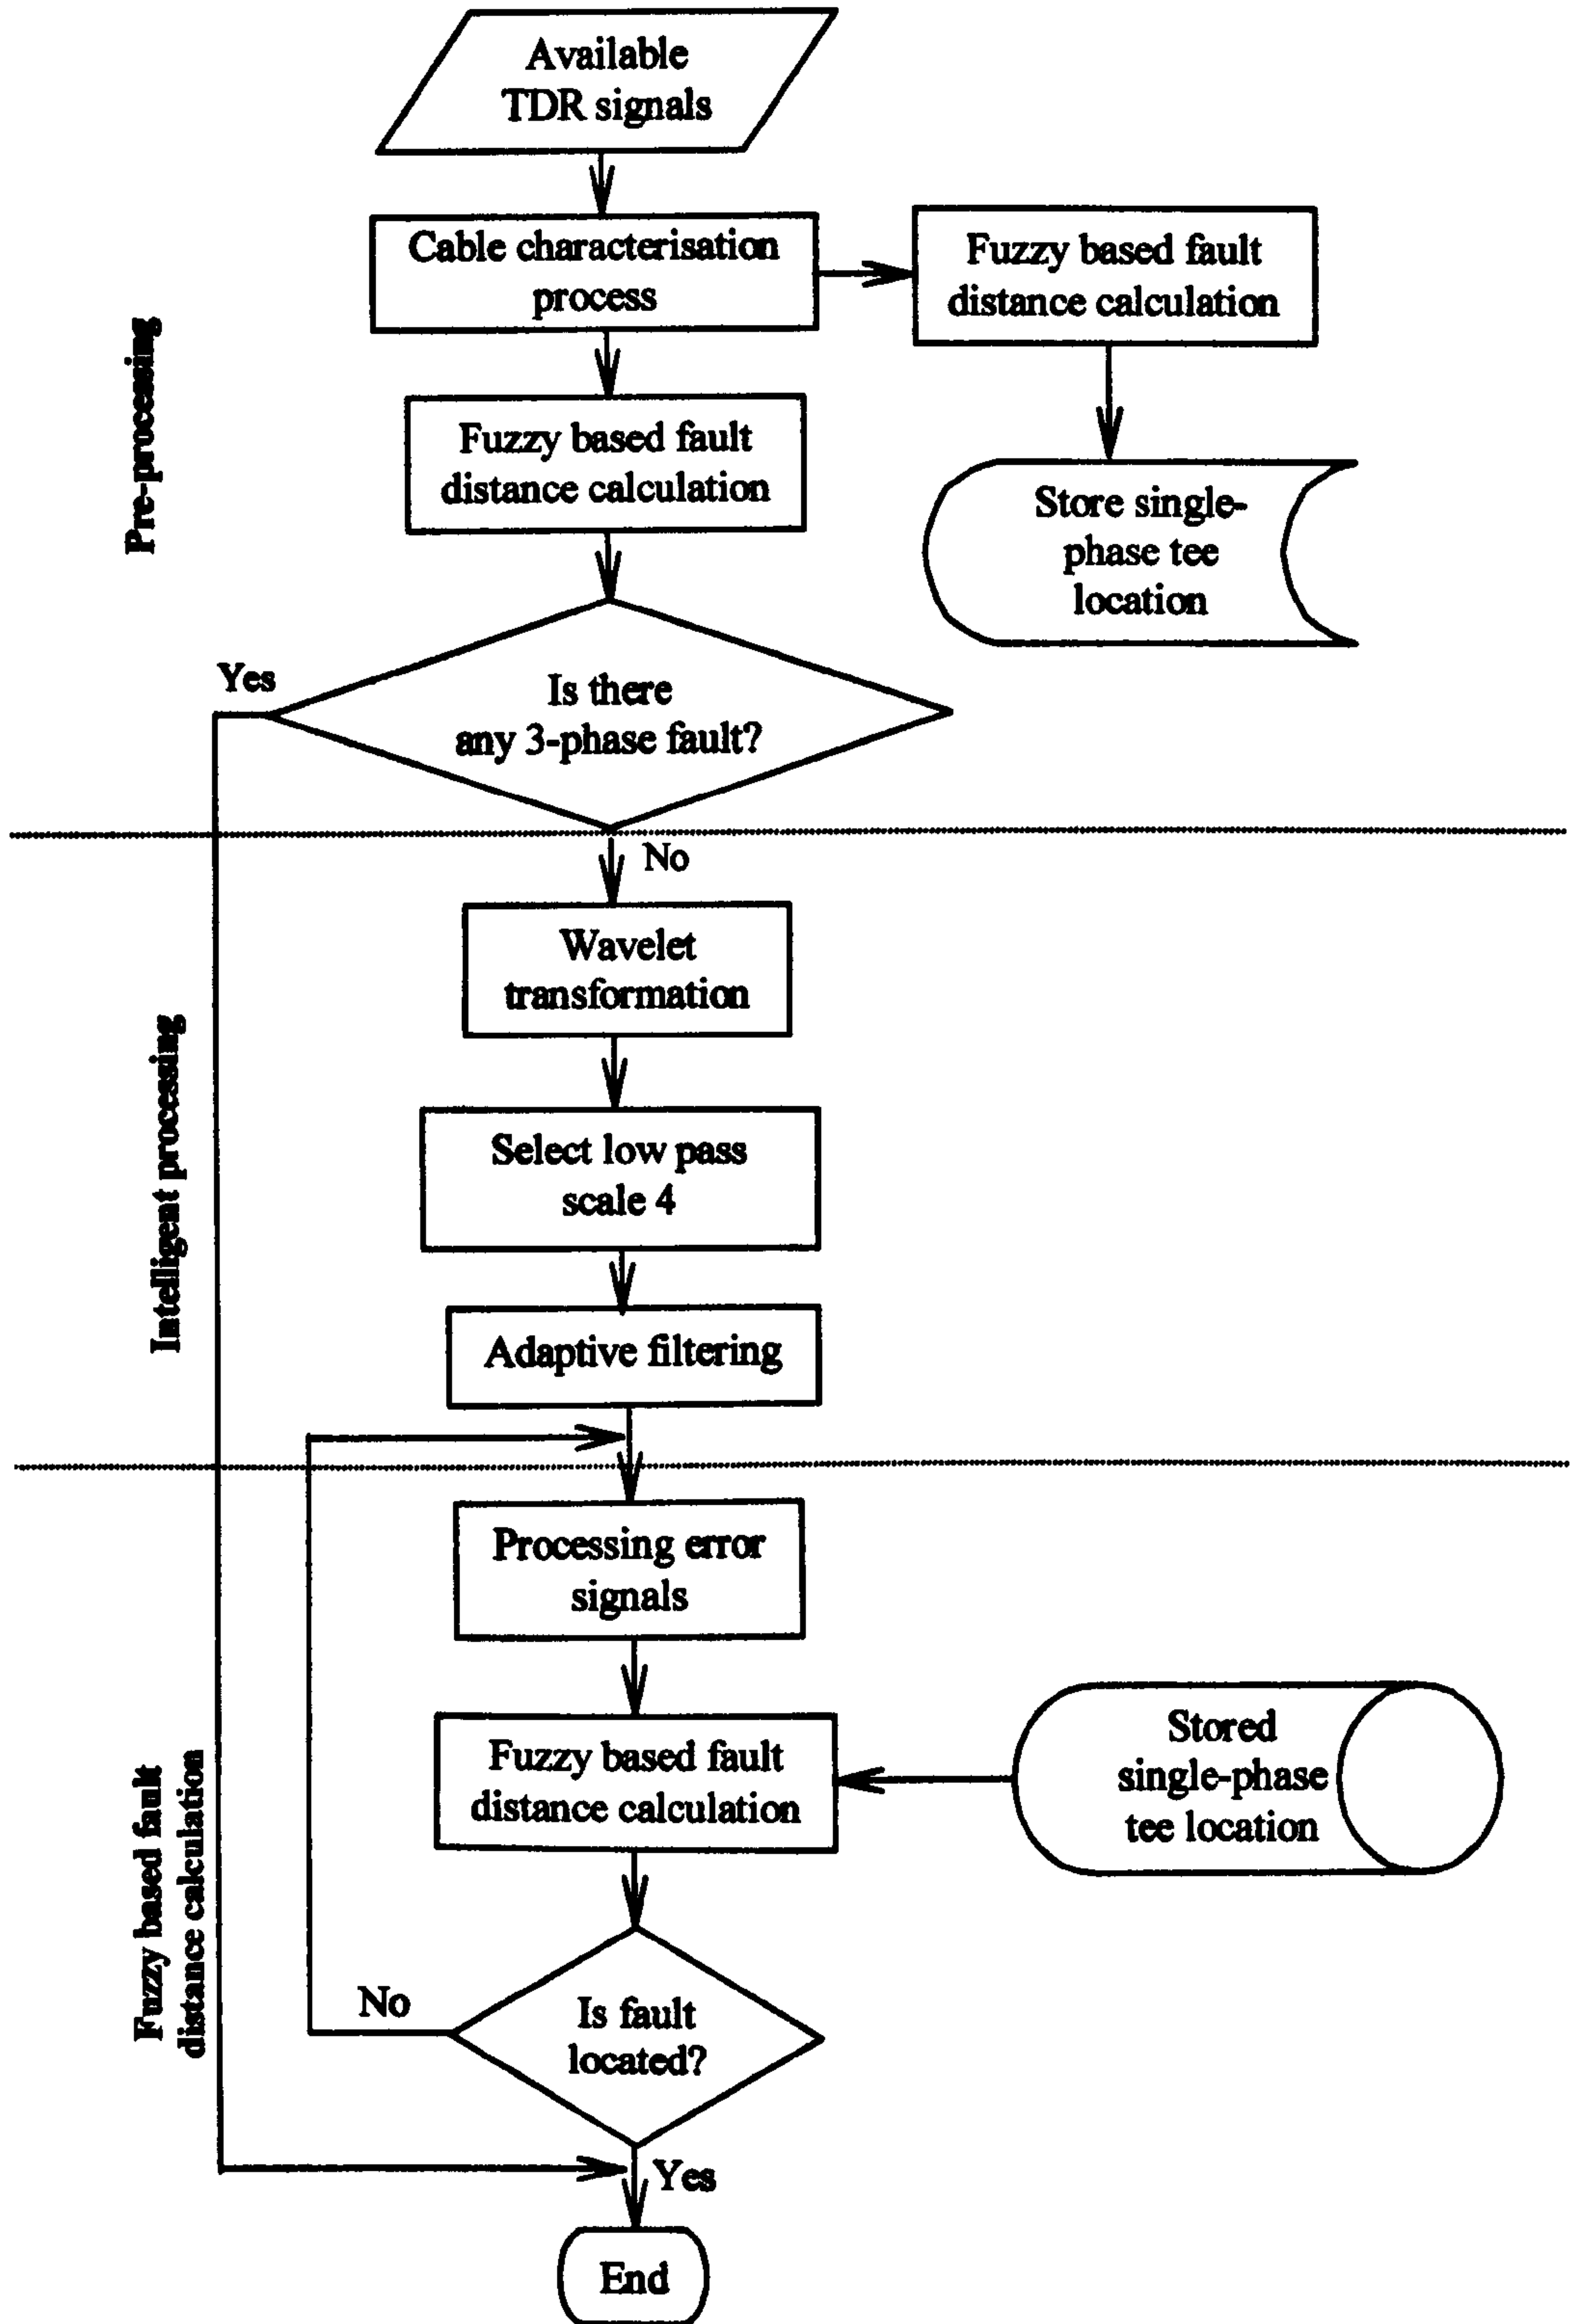 Available
TDR signals
Cable characterisation
process
Fuzzy based fault
distance calculation
Fuzzy based fault
distance calculation
Store single-
phase tee
location
Pre-processing
Yes
Is there
any 3-phase fault?
No
Wavelet
transformation
Select low pass
scale 4
Intelligent processing
Adaptive filtering
Processing error
signals
Fuzzy based fault
distance calculation
Stored
single-phase
tee location
Fuzzy based fault
distance calculation
No
Is fault
located?
Yes
End